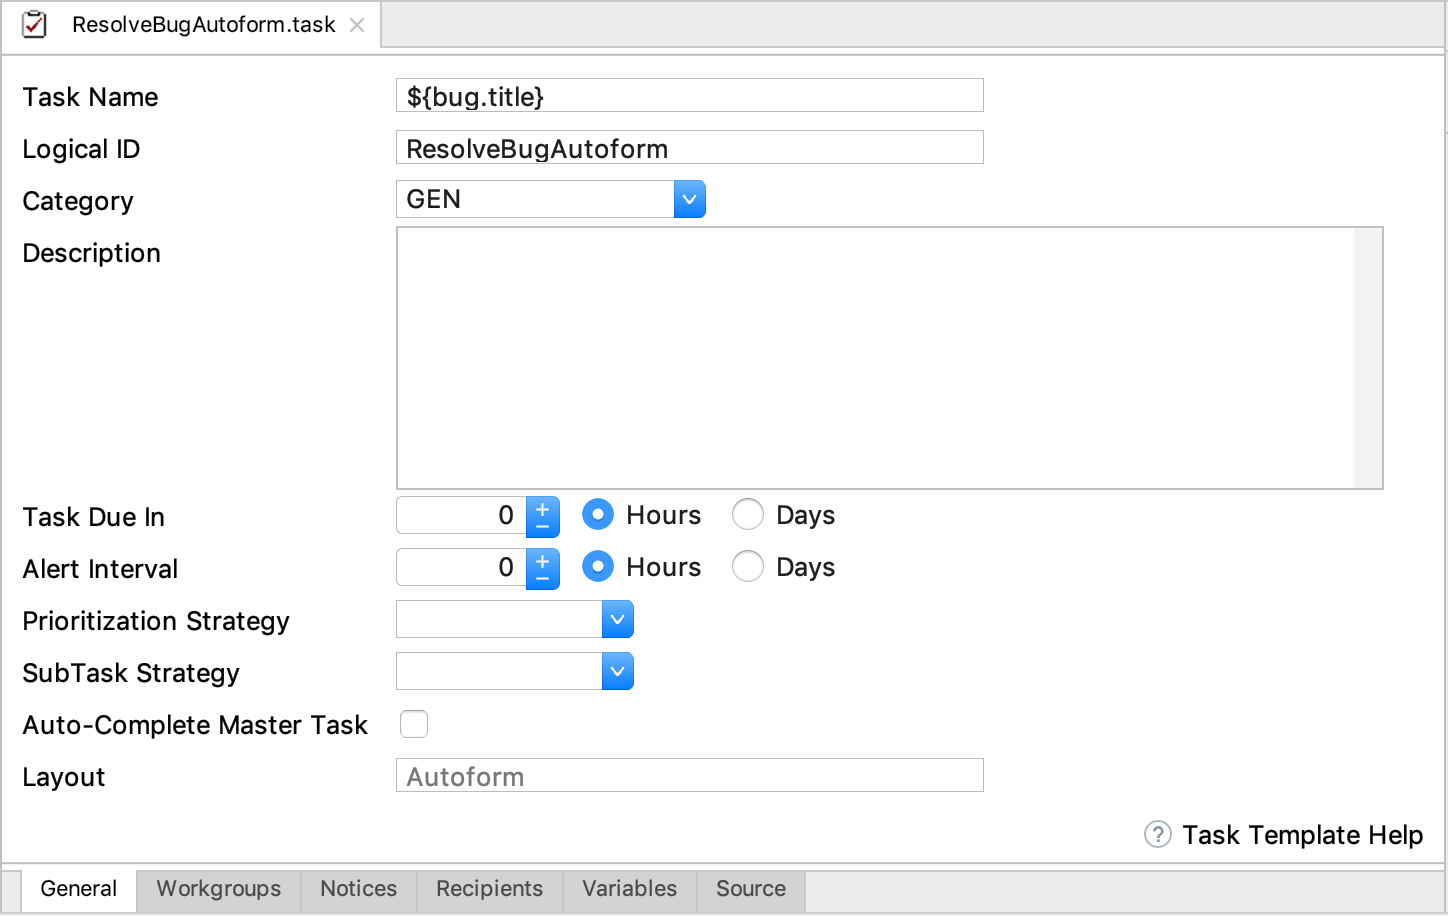 ResolveBugAutoform.task
Task Name ${bug.title}
Logical ID ResolveBugAutoform
Category GEN
Description
Task Due In 0 Hours Days
Alert Interval 0 Hours Days
Prioritization Strategy
SubTask Strategy
Auto-Complete Master Task
Layout Autoform
? Task Template Help
General Workgroups Notices Recipients Variables Source